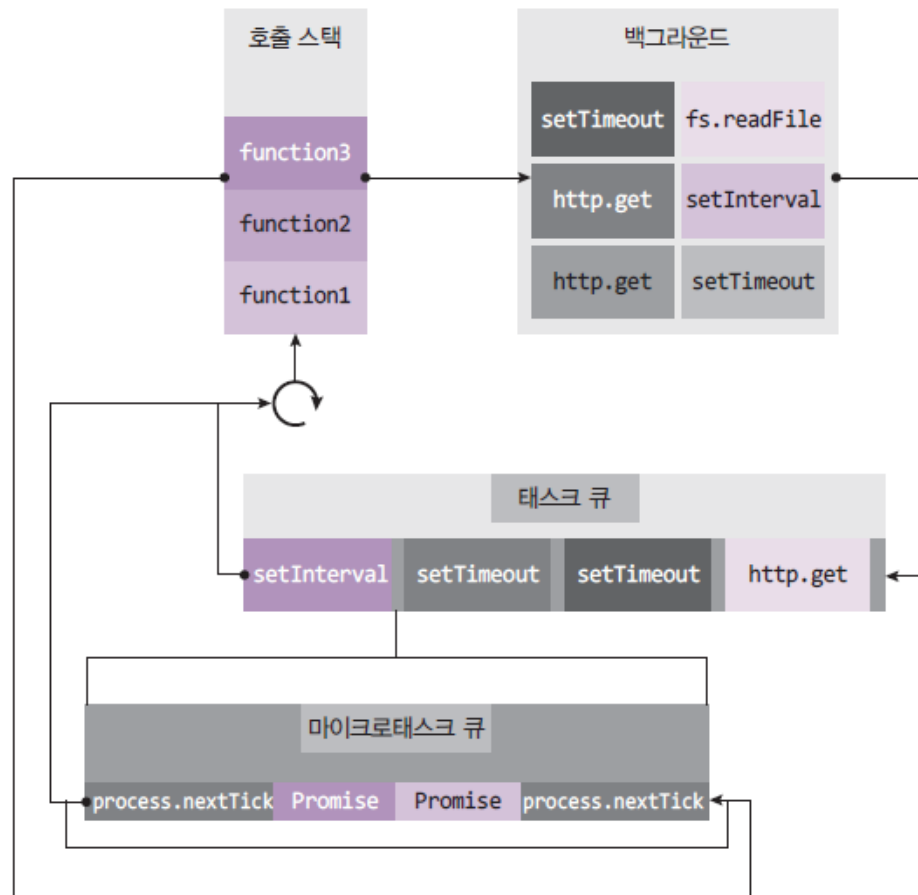 호출 스택
function3
function2
function1
백그라운드
setTimeout
fs.readFile
http.get
setInterval
http.get
setTimeout
태스크 큐
setInterval
setTimeout
setTimeout
http.get
마이크로태스크 큐
process.nextTick
Promise
Promise
process.nextTick